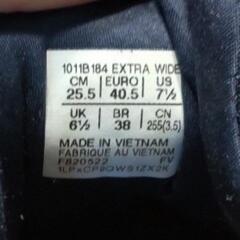 1011B184 EXTRA WIDE
CM EURO US
25.5 40.5 7½
UK BR CN
6½ 38 255(3.5)
MADE IN VIETNAM
FABRIQUE AU VIETNAM
F820522 FV